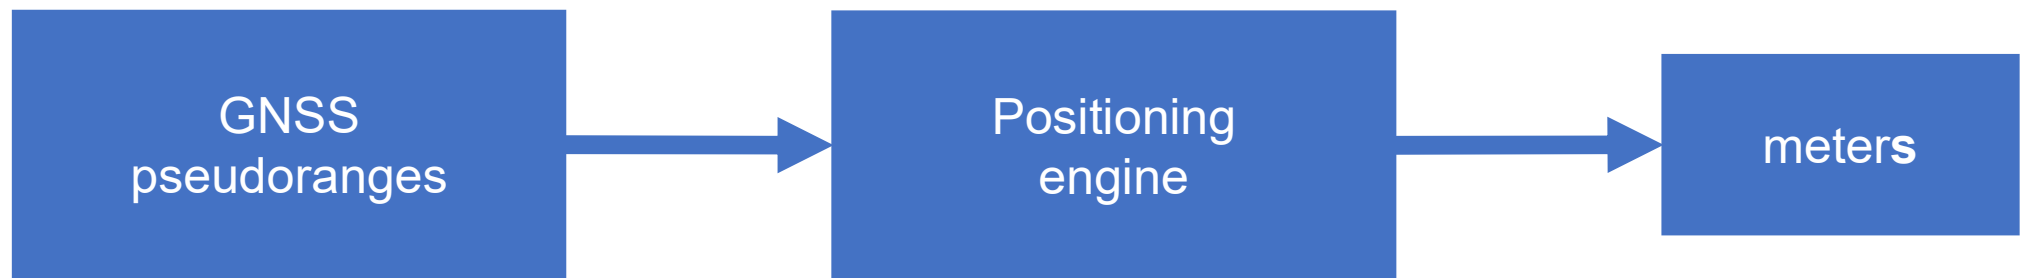 GNSS
pseudoranges
Positioning
engine
meters